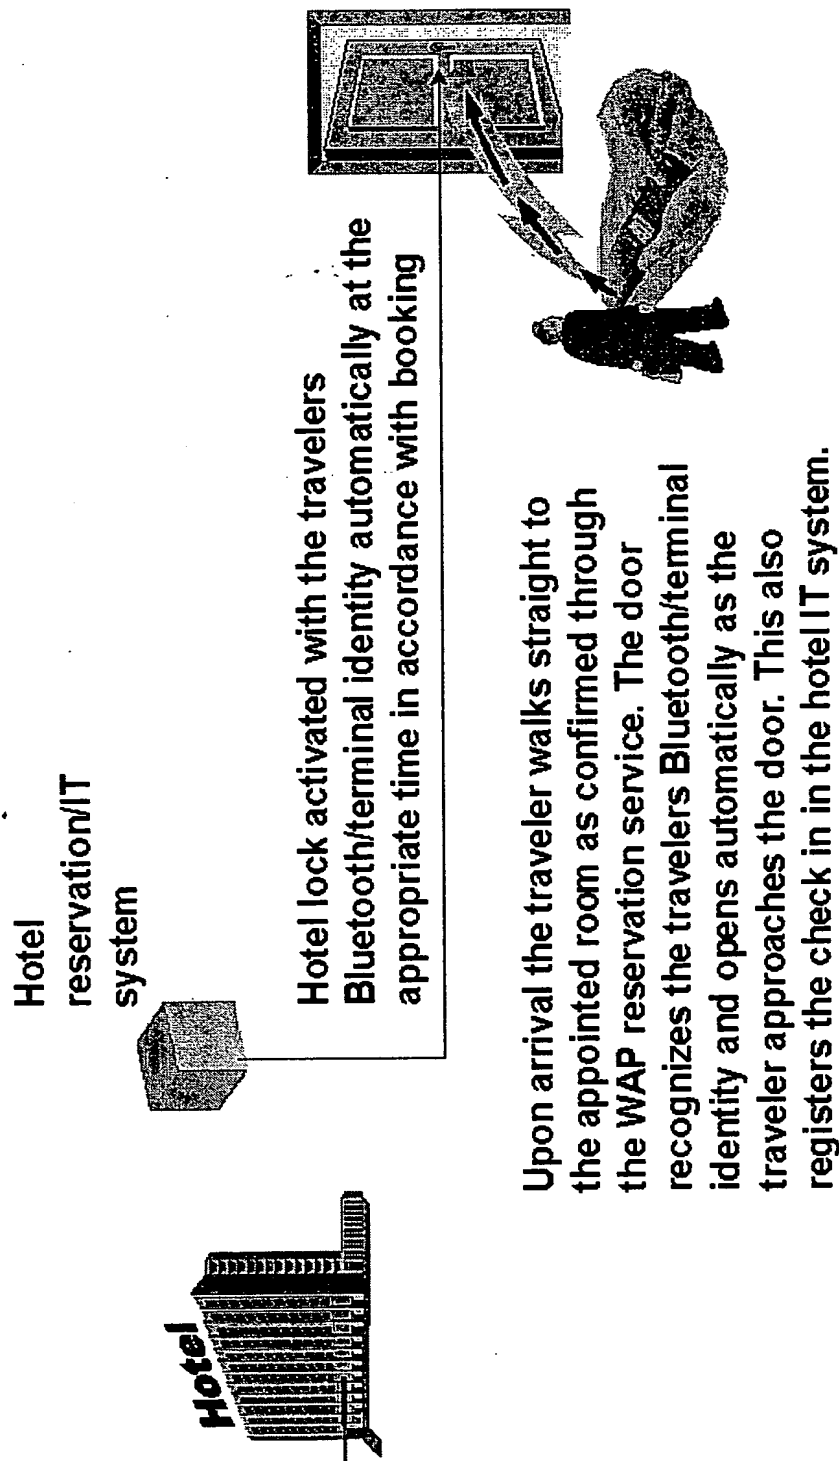 Hotel
Hotel
reservation/IT
system
Hotel lock activated with the travelers
Bluetooth/terminal identity automatically at the
appropriate time in accordance with booking
Upon arrival the traveler walks straight to
the appointed room as confirmed through
the WAP reservation service. The door
recognizes the travelers Bluetooth/terminal
identity and opens automatically as the
traveler approaches the door. This also
registers the check in in the hotel IT system.